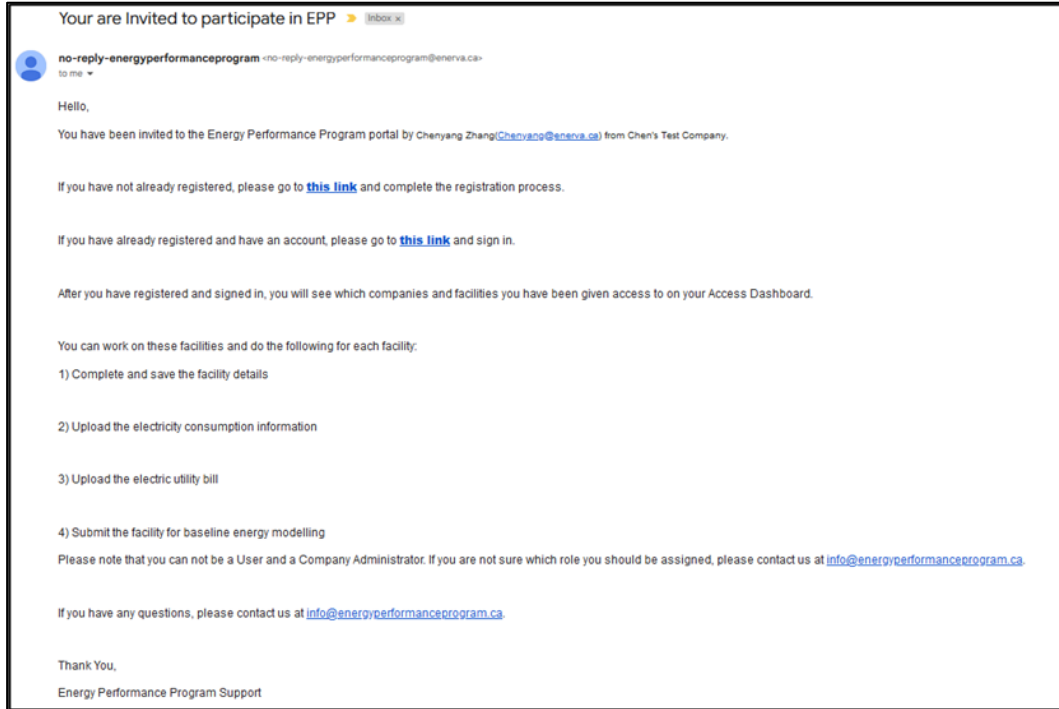 Your are Invited to participate in EPP
Inbox x
no-reply-energyperformanceprogram <no-reply-energyperformanceprogram@enerva.ca>
to me
Hello,
You have been invited to the Energy Performance Program portal by Chenyang Zhang(Chenyang@enerva.ca) from Chen's Test Company.
If you have not already registered, please go to this link and complete the registration process.
If you have already registered and have an account, please go to this link and sign in.
After you have registered and signed in, you will see which companies and facilities you have been given access to on your Access Dashboard.
You can work on these facilities and do the following for each facility:
1) Complete and save the facility details
2) Upload the electricity consumption information
3) Upload the electric utility bill
4) Submit the facility for baseline energy modelling
Please note that you can not be a User and a Company Administrator. If you are not sure which role you should be assigned, please contact us at info@energyperformanceprogram.ca.
If you have any questions, please contact us at info@energyperformanceprogram.ca.
Thank You,
Energy Performance Program Support